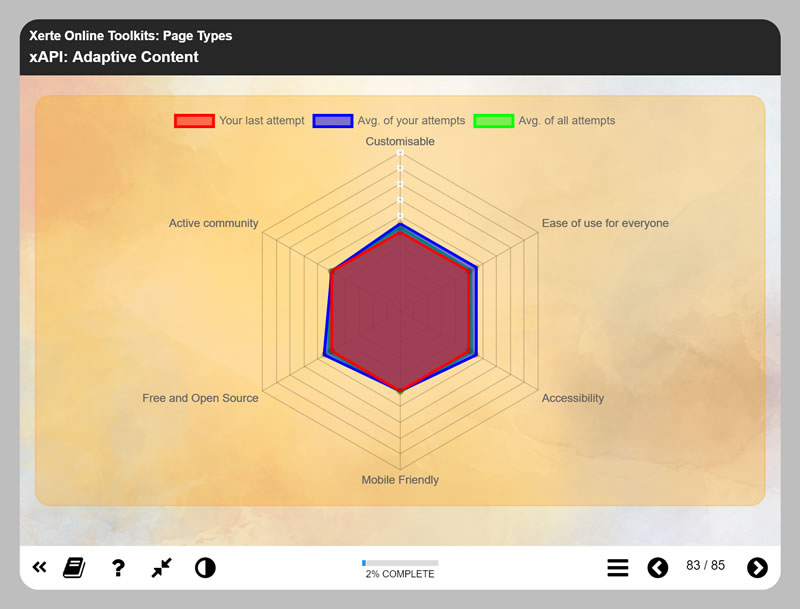 Xerte Online Toolkits: Page Types
xAPI: Adaptive Content
Your last attempt Avg. of your attempts Avg. of all attempts
Customisable
Active community Ease of use for everyone
Free and Open Source Accessibility
Mobile Friendly
? 83 / 85
2% COMPLETE